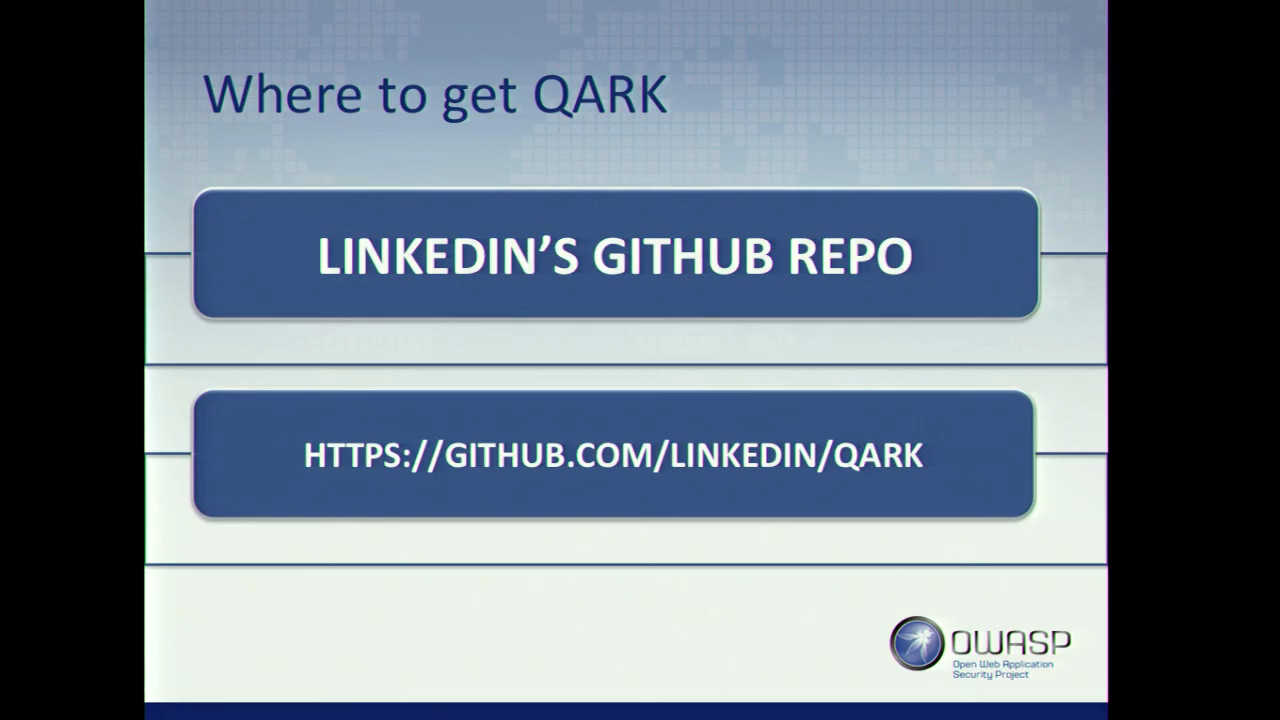 Where to get QARK
LINKEDIN’S GITHUB REPO
HTTPS://GITHUB.COM/LINKEDIN/QARK
OWASP
Open Web Application
Security Project